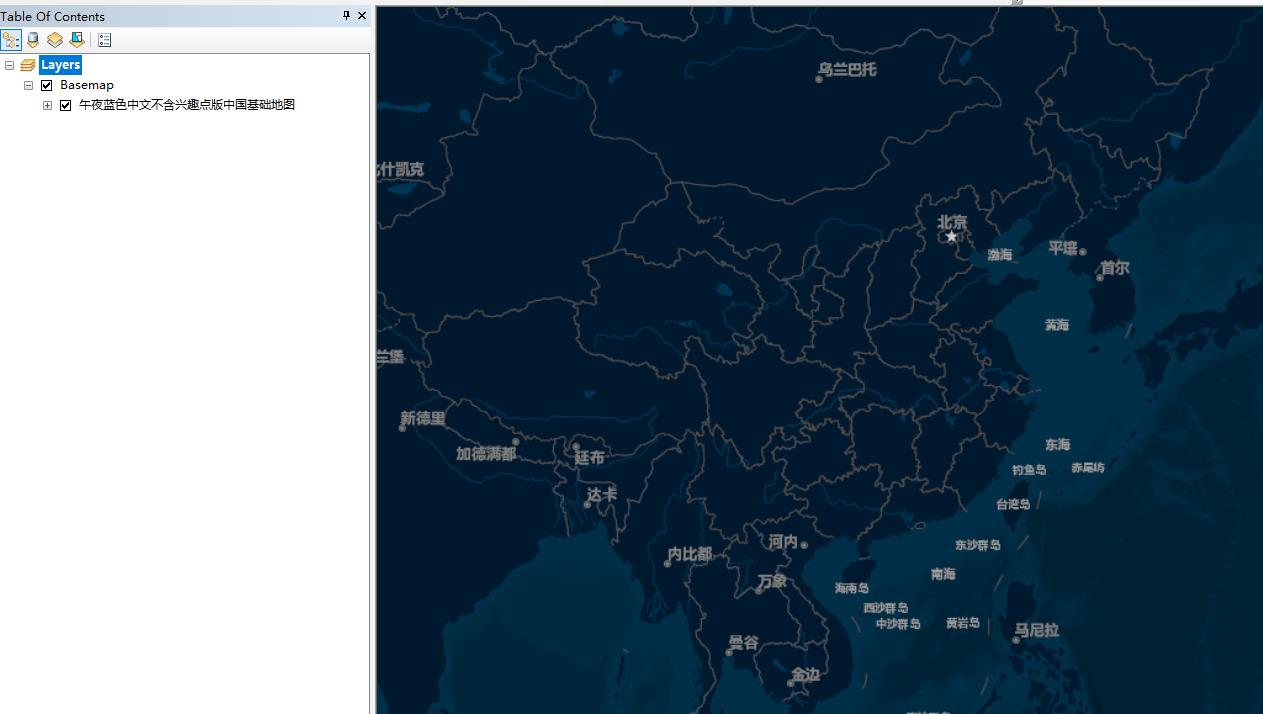 Table Of Contents
Layers
Basemap
午夜蓝色中文不含兴趣点版中国基础地图
乌兰巴托
什凯克
北京
渤海
平壤
首尔
黄海
兰堡
新德里
加德满都
廷布
东海
钓鱼岛
赤尾屿
达卡
台湾岛
河内
东沙群岛
内比都
万象
南海
海南岛
西沙群岛
中沙群岛
黄岩岛
马尼拉
曼谷
金边